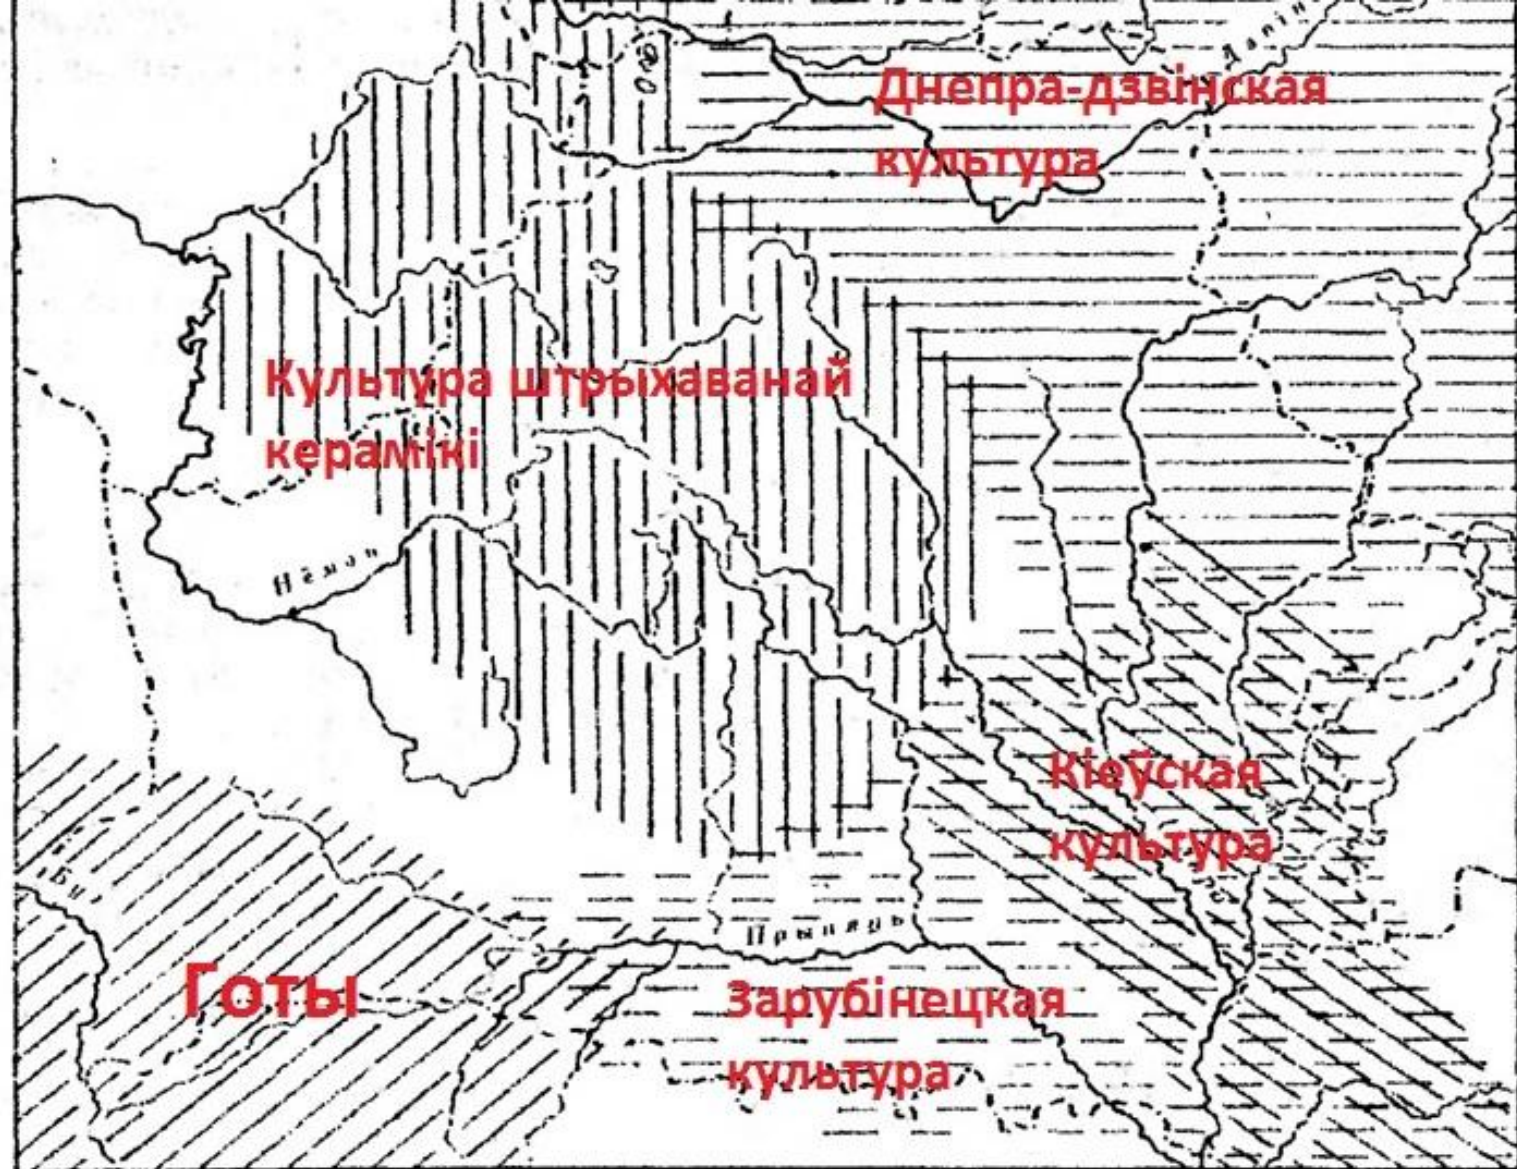 Днепра-дзвінская
культура
Культура штрыхаванай
керамікі
Нёман
Кіеўская
культура
Прыпяць
Готы
Зарубінецкая
культура